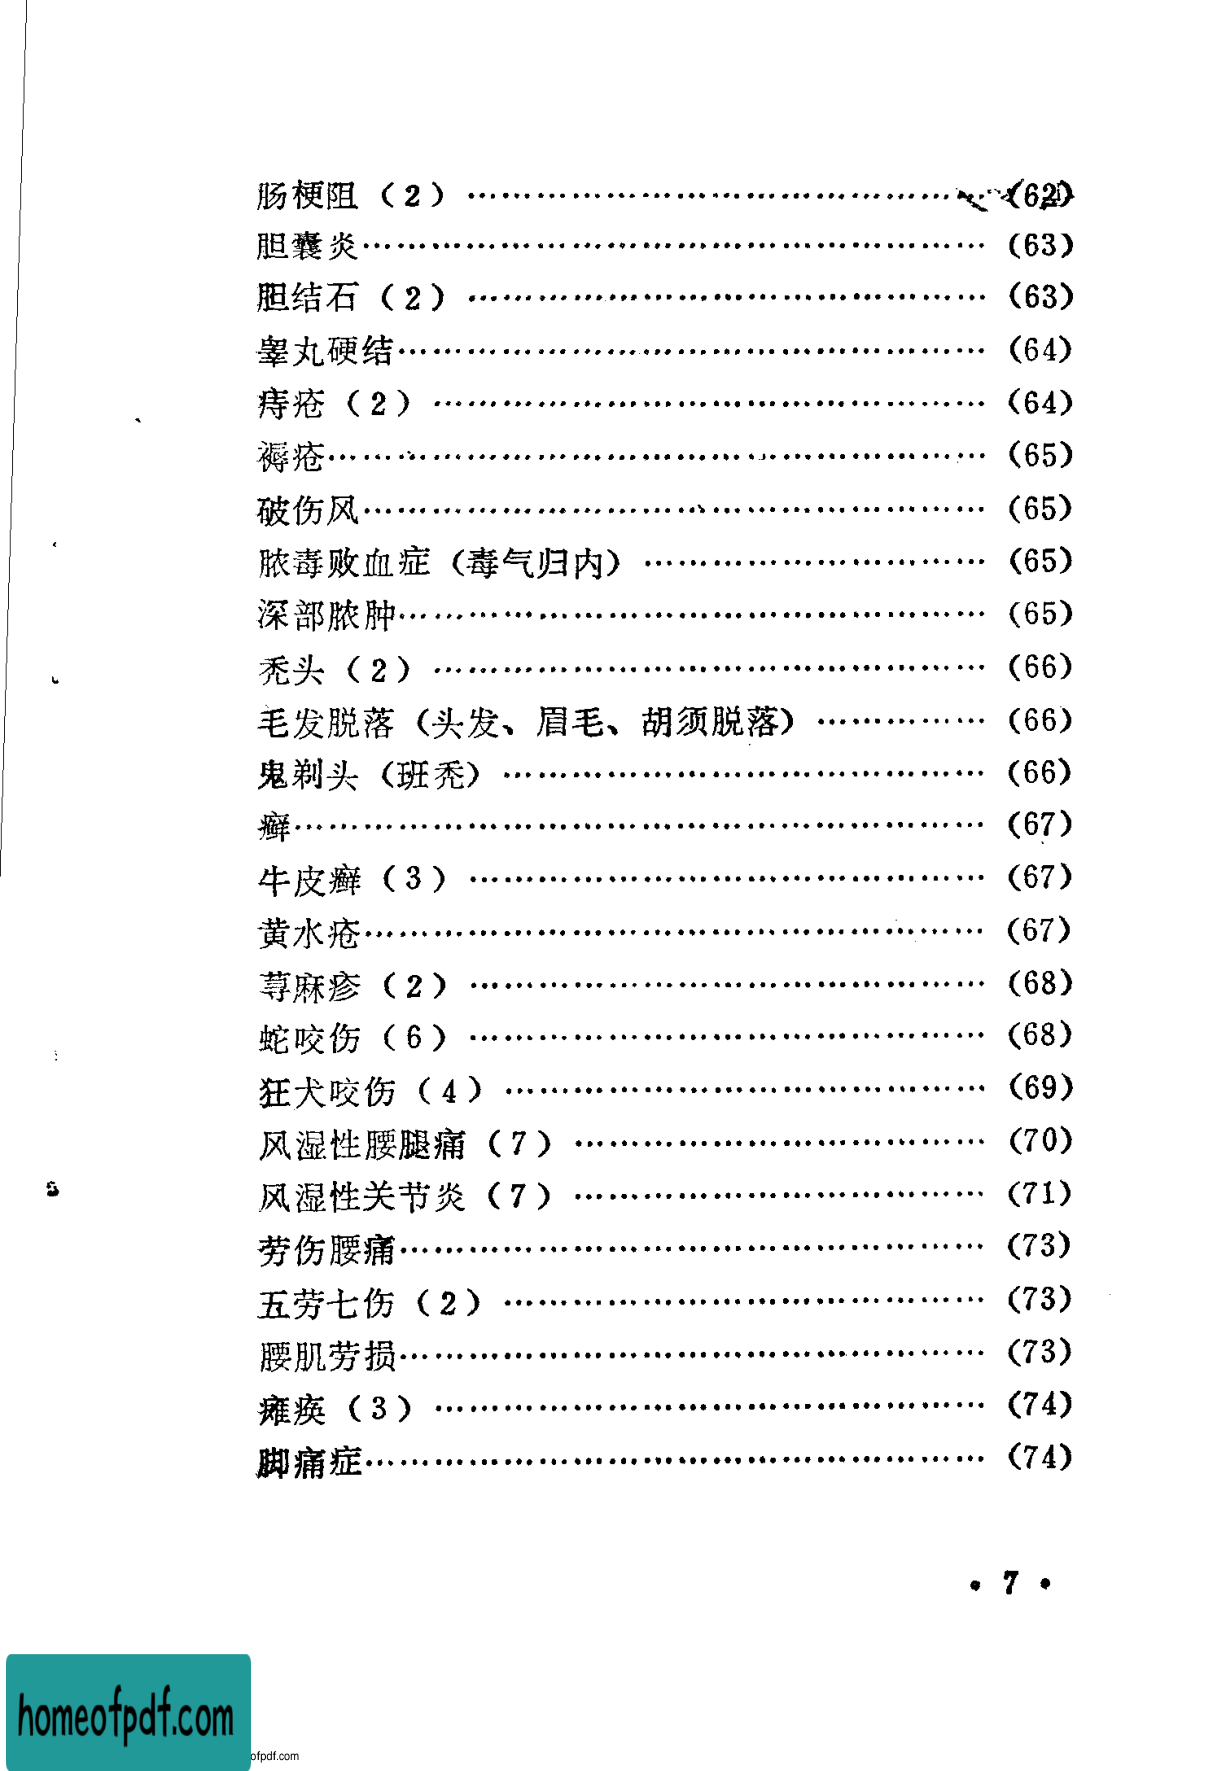 肠梗阻（2）……………………………………(62)
胆囊炎……………………………………………(63)
胆结石（2）……………………………………(63)
睾丸硬结…………………………………………(64)
痔疮（2）………………………………………(64)
褥疮………………………………………………(65)
破伤风……………………………………………(65)
脓毒败血症（毒气归内）………………………(65)
深部脓肿…………………………………………(65)
秃头（2）………………………………………(66)
毛发脱落（头发、眉毛、胡须脱落）…………(66)
鬼剃头（班秃）…………………………………(66)
癣…………………………………………………(67)
牛皮癣（3）……………………………………(67)
黄水疮……………………………………………(67)
荨麻疹（2）……………………………………(68)
蛇咬伤（6）……………………………………(68)
狂犬咬伤（4）…………………………………(69)
风湿性腰腿痛（7）……………………………(70)
风湿性关节炎（7）……………………………(71)
劳伤腰痛…………………………………………(73)
五劳七伤（2）…………………………………(73)
腰肌劳损…………………………………………(73)
瘫痪（3）………………………………………(74)
脚痛症……………………………………………(74)
• 7 •
homeofpdf.com
ofpdf.com